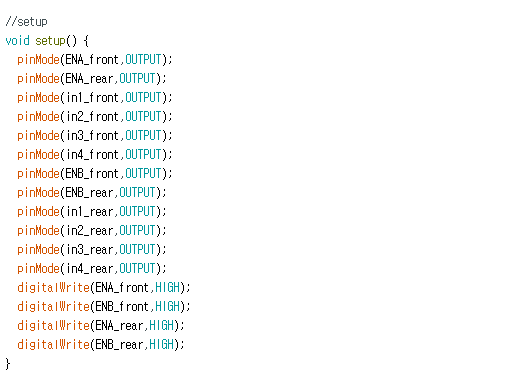 //setup
void setup() {
  pinMode(ENA_front,OUTPUT);
  pinMode(ENA_rear,OUTPUT);
  pinMode(in1_front,OUTPUT);
  pinMode(in2_front,OUTPUT);
  pinMode(in3_front,OUTPUT);
  pinMode(in4_front,OUTPUT);
  pinMode(ENB_front,OUTPUT);
  pinMode(ENB_rear,OUTPUT);
  pinMode(in1_rear,OUTPUT);
  pinMode(in2_rear,OUTPUT);
  pinMode(in3_rear,OUTPUT);
  pinMode(in4_rear,OUTPUT);
  digitalWrite(ENA_front,HIGH);
  digitalWrite(ENB_front,HIGH);
  digitalWrite(ENA_rear,HIGH);
  digitalWrite(ENB_rear,HIGH);
}